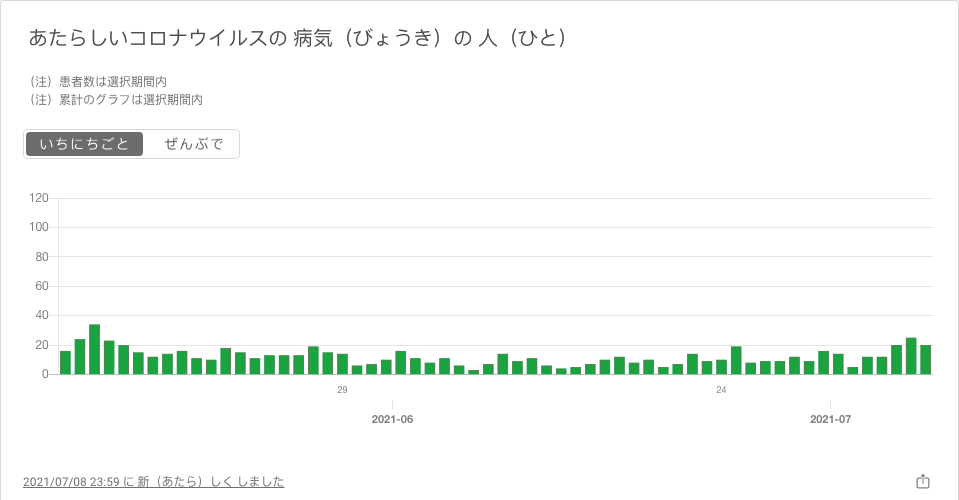 あたらしいコロナウイルスの 病気（びょうき）の 人（ひと）
（注）患者数は選択期間内
（注）累計のグラフは選択期間内
いちにちごと ぜんぶで
120
100
80
60
40
20
0
29 24
2021-06 2021-07
2021/07/08 23:59 に 新（あたら）しく しました